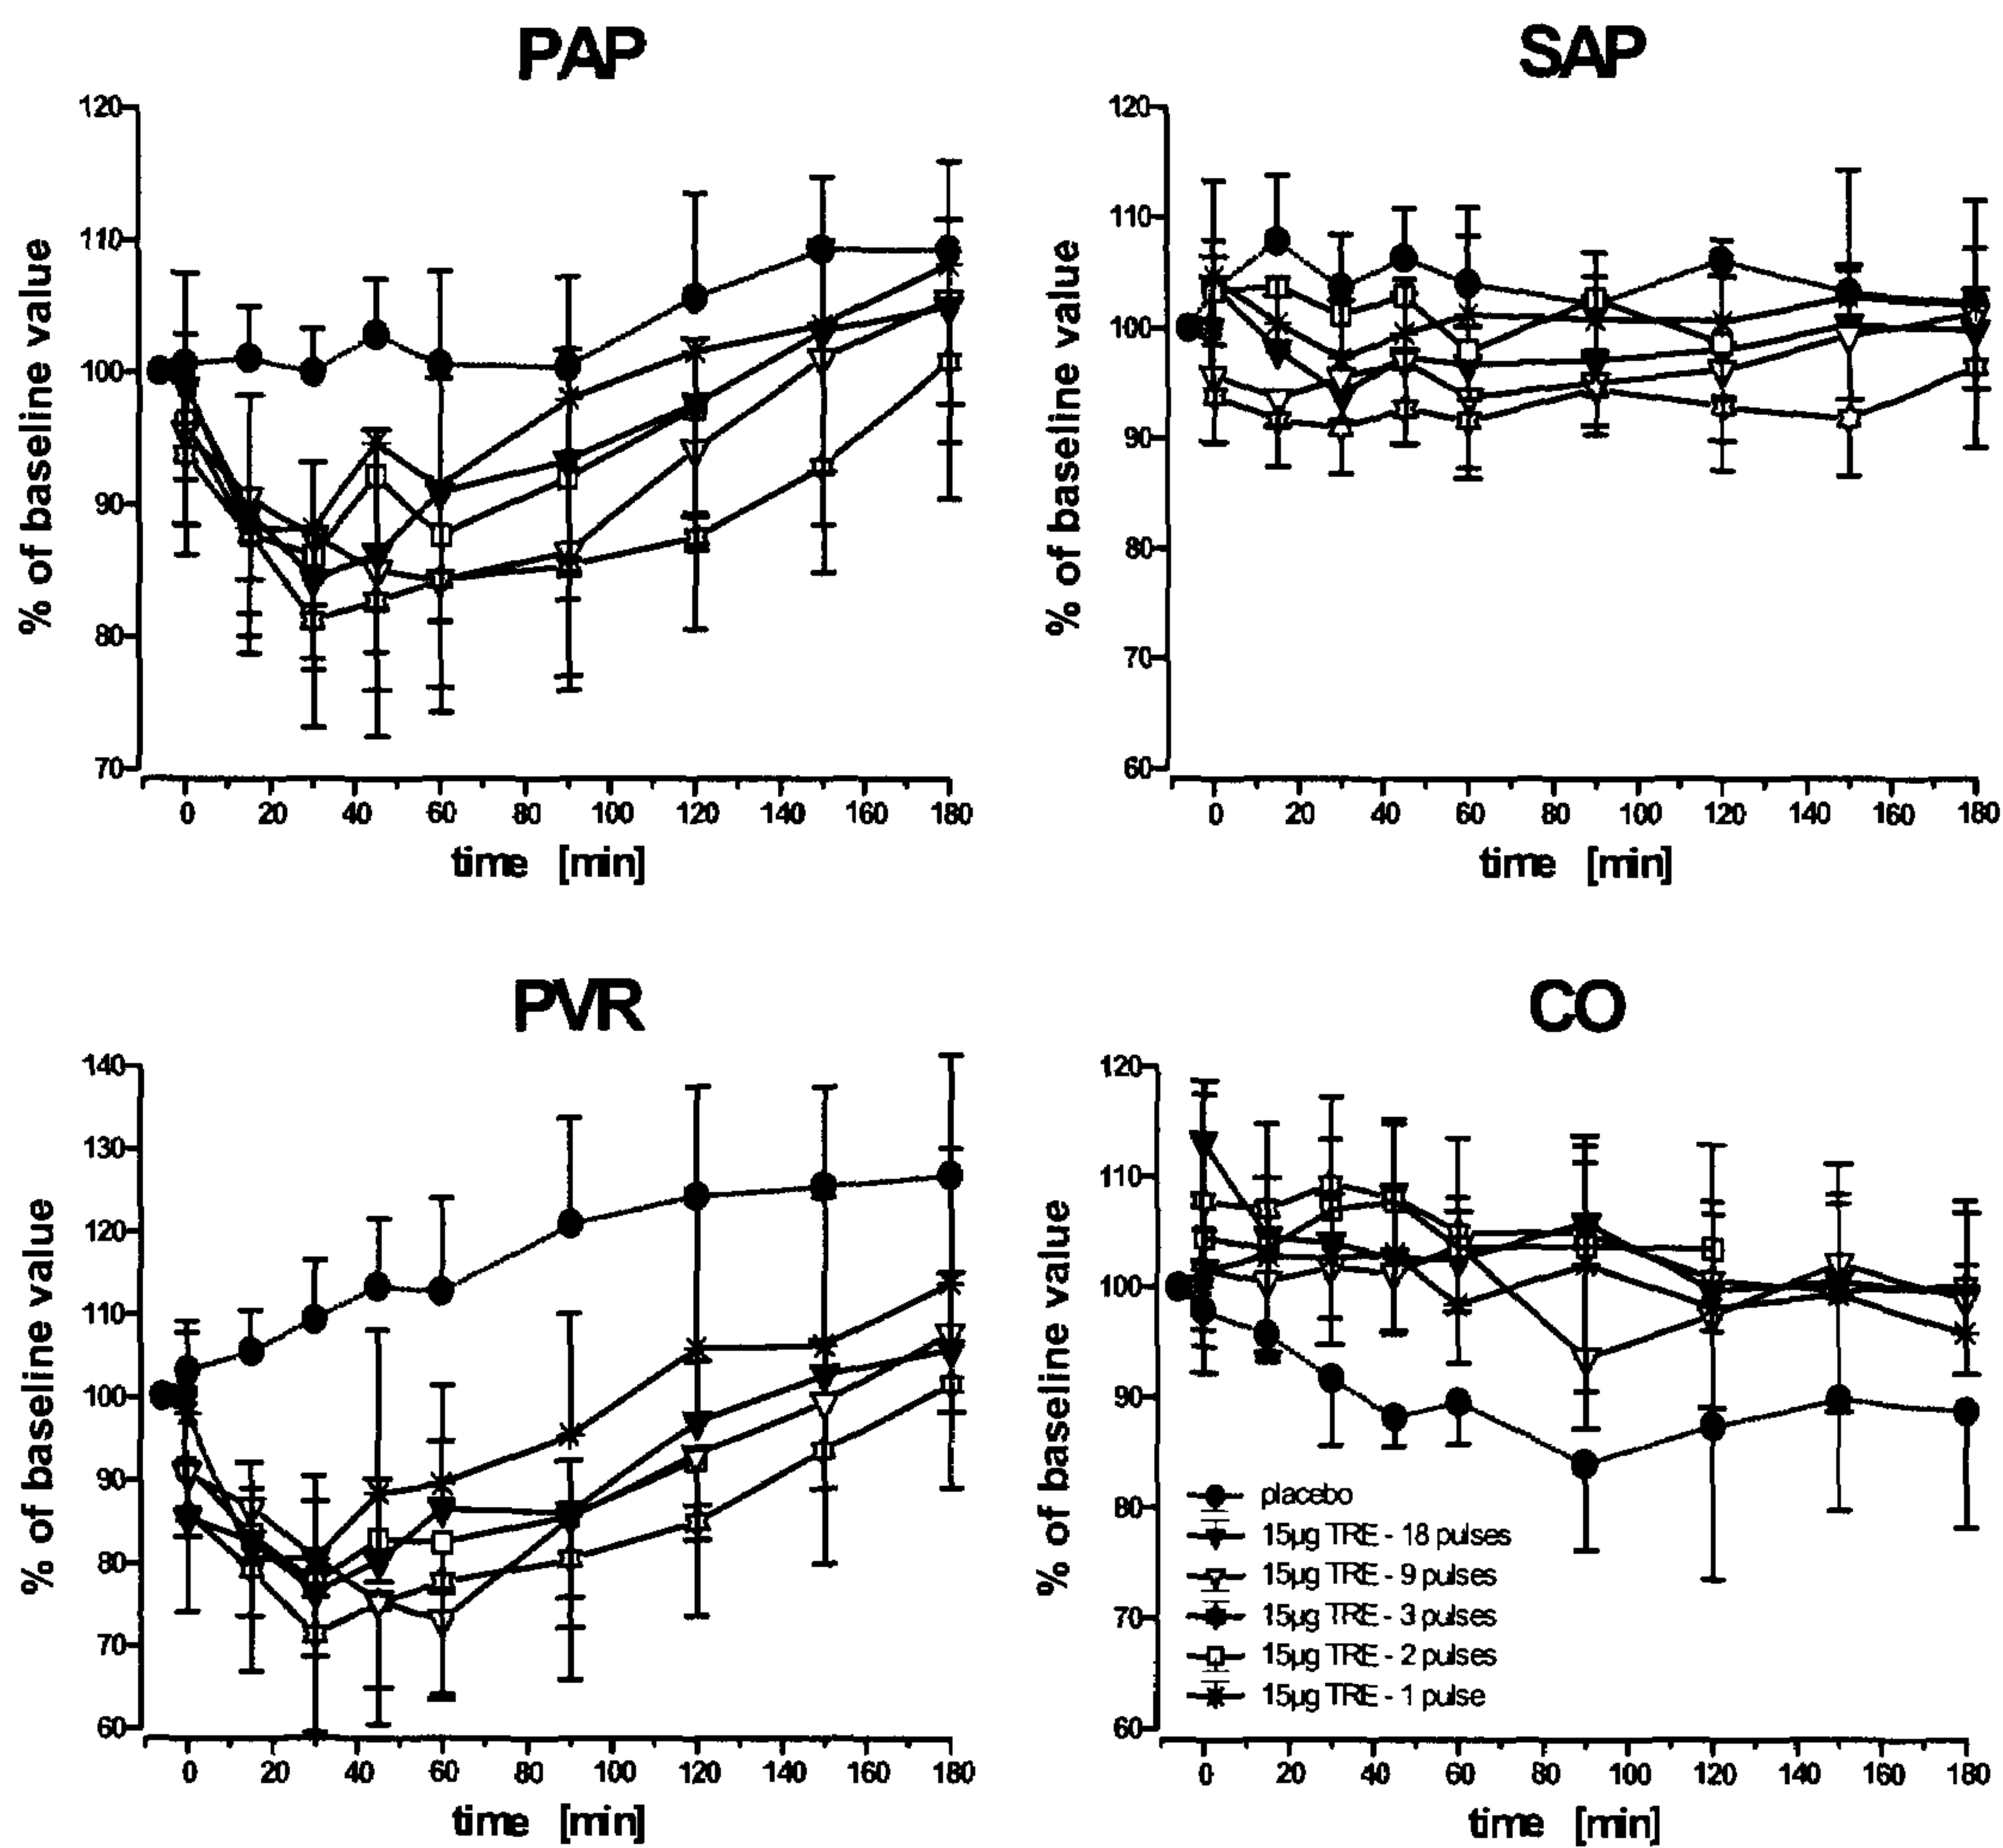 PAP
120
110
100
90
80
70
% of baseline value
0 20 40 60 80 100 120 140 160 180
time [min]
SAP
120
110
100
90
80
70
60
% of baseline value
0 20 40 60 80 100 120 140 160 180
time [min]
PVR
140
130
120
110
100
90
80
70
60
% of baseline value
0 20 40 60 80 100 120 140 160 180
time [min]
CO
120
110
100
90
80
70
60
% of baseline value
placebo
15µg TRE - 18 pulses
15µg TRE - 9 pulses
15µg TRE - 3 pulses
15µg TRE - 2 pulses
15µg TRE - 1 pulse
0 20 40 60 80 100 120 140 160 180
time [min]